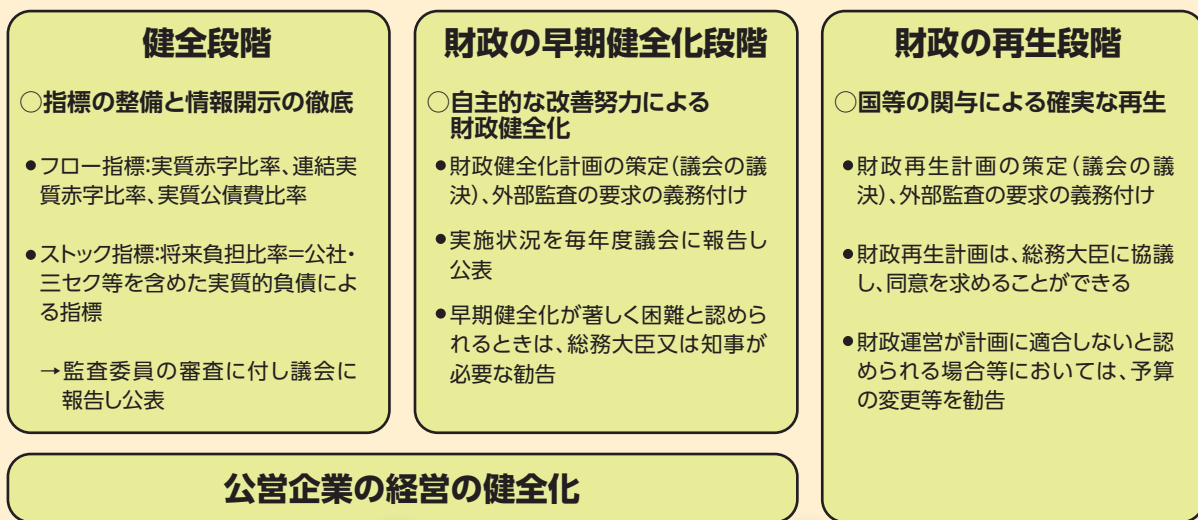 健全段階
○指標の整備と情報開示の徹底
●フロー指標:実質赤字比率、連結実
質赤字比率、実質公債費比率
●ストック指標:将来負担比率=公社・
三セク等を含めた実質的負債によ
る指標
→監査委員の審査に付し議会に
報告し公表
財政の早期健全化段階
○自主的な改善努力による
財政健全化
●財政健全化計画の策定(議会の議
決)、外部監査の要求の義務付け
●実施状況を毎年度議会に報告し
公表
●早期健全化が著しく困難と認めら
れるときは、総務大臣又は知事が
必要な勧告
財政の再生段階
○国等の関与による確実な再生
●財政再生計画の策定(議会の議
決)、外部監査の要求の義務付け
●財政再生計画は、総務大臣に協議
し、同意を求めることができる
●財政運営が計画に適合しないと認
められる場合等においては、予算
の変更等を勧告
公営企業の経営の健全化